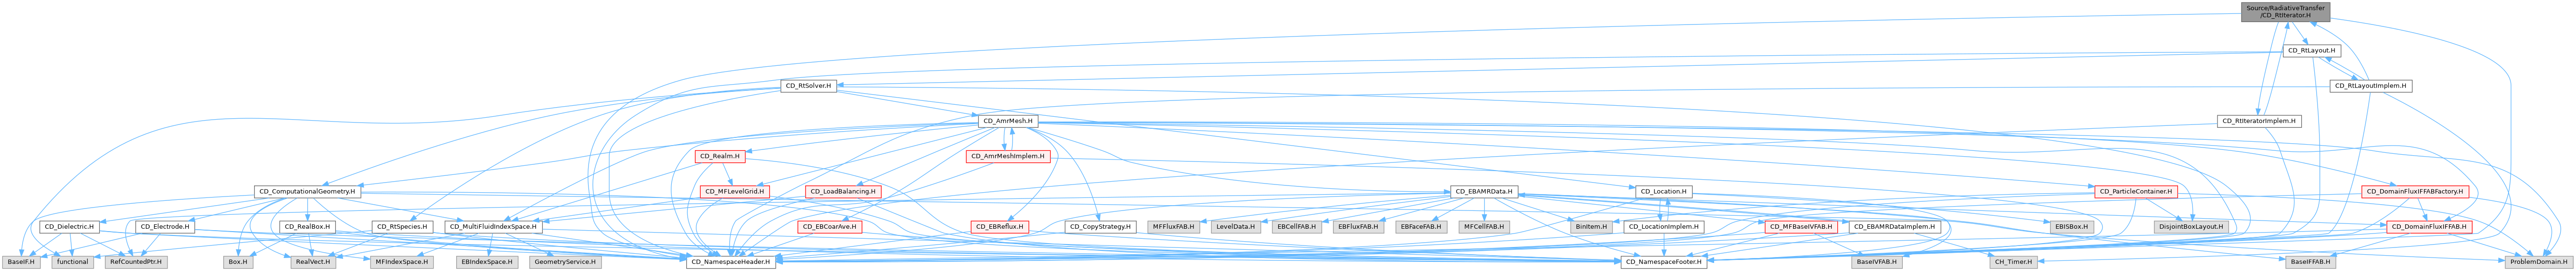 Source/RadiativeTransfer
/CD_RtIterator.H
CD_RtLayout.H
CD_RtSolver.H
CD_RtLayoutImplem.H
CD_AmrMesh.H
CD_RtIteratorImplem.H
CD_Realm.H
CD_AmrMeshImplem.H
CD_ComputationalGeometry.H
CD_MFLevelGrid.H
CD_LoadBalancing.H
CD_EBAMRData.H
CD_Location.H
CD_ParticleContainer.H
CD_DomainFluxIFFABFactory.H
CD_Dielectric.H
CD_Electrode.H
CD_RealBox.H
CD_RtSpecies.H
CD_MultiFluidIndexSpace.H
CD_EBCoarAve.H
CD_EBReflux.H
CD_CopyStrategy.H
MFFluxFAB.H
LevelData.H
EBCellFAB.H
EBFluxFAB.H
EBFaceFAB.H
MFCellFAB.H
BinItem.H
CD_LocationImplem.H
CD_MFBaseIVFAB.H
CD_EBAMRDataImplem.H
EBISBox.H
DisjointBoxLayout.H
CD_DomainFluxIFFAB.H
BaseIF.H
functional
RefCountedPtr.H
Box.H
RealVect.H
MFIndexSpace.H
EBIndexSpace.H
GeometryService.H
CD_NamespaceHeader.H
CD_NamespaceFooter.H
BaseIVFAB.H
CH_Timer.H
BaseIFFAB.H
ProblemDomain.H